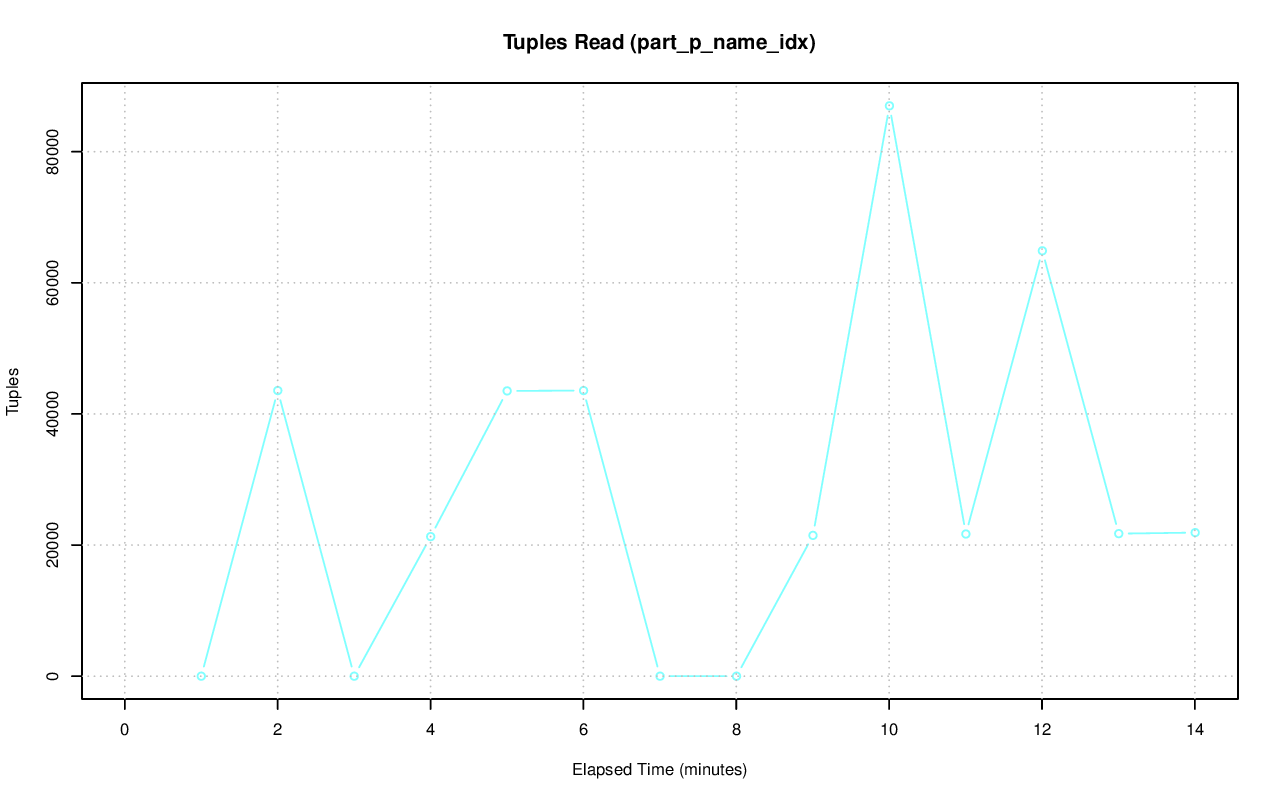 Tuples Read (part_p_name_idx)
Tuples
80000
60000
40000
20000
0
0 2 4 6 8 10 12 14
Elapsed Time (minutes)